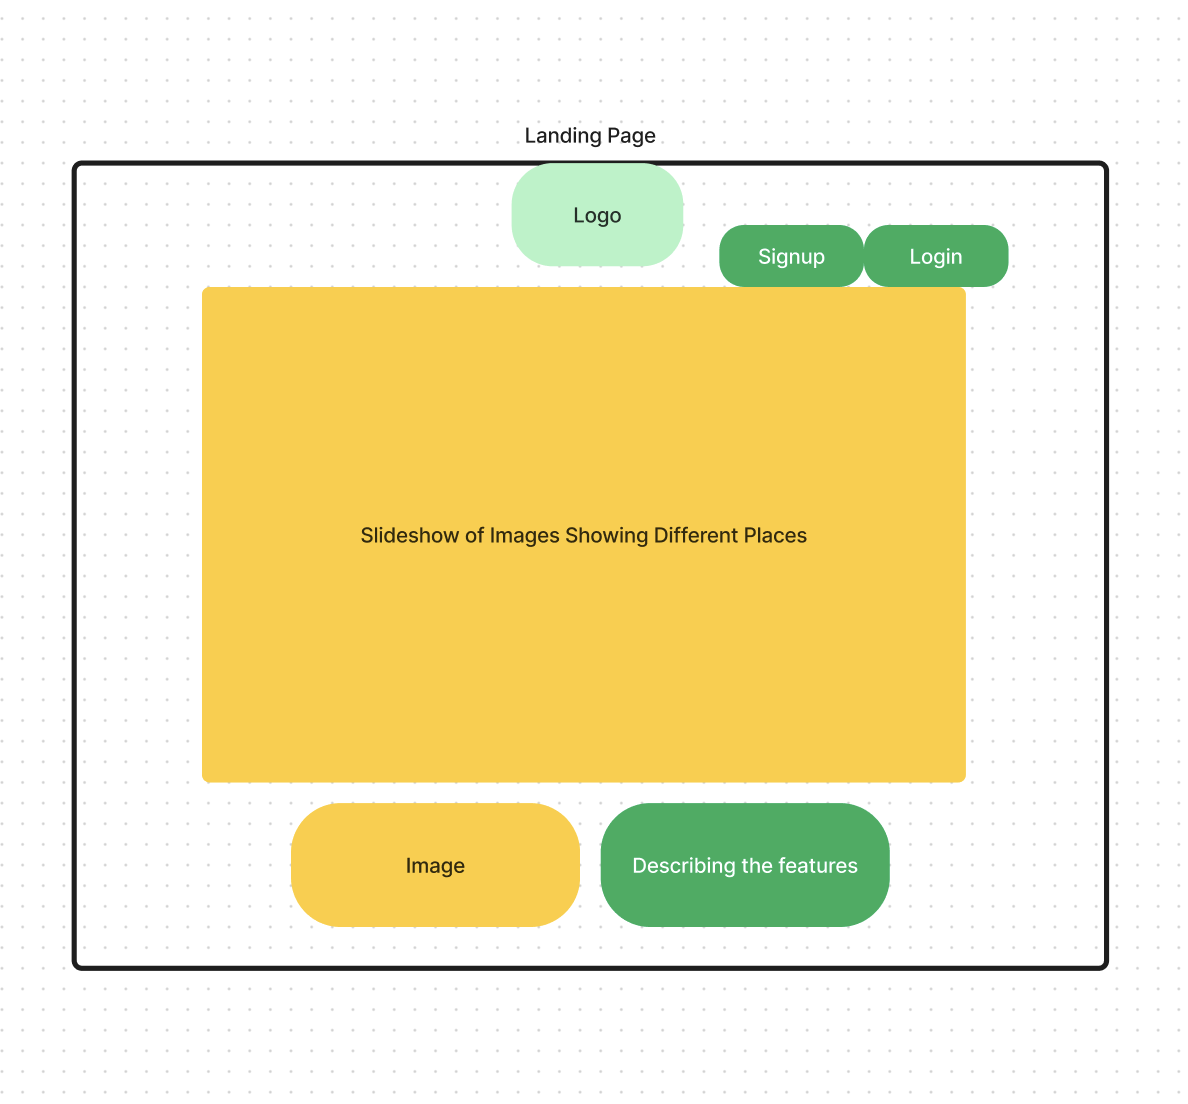 Landing Page
Logo
Signup
Login
Slideshow of Images Showing Different Places
Image
Describing the features